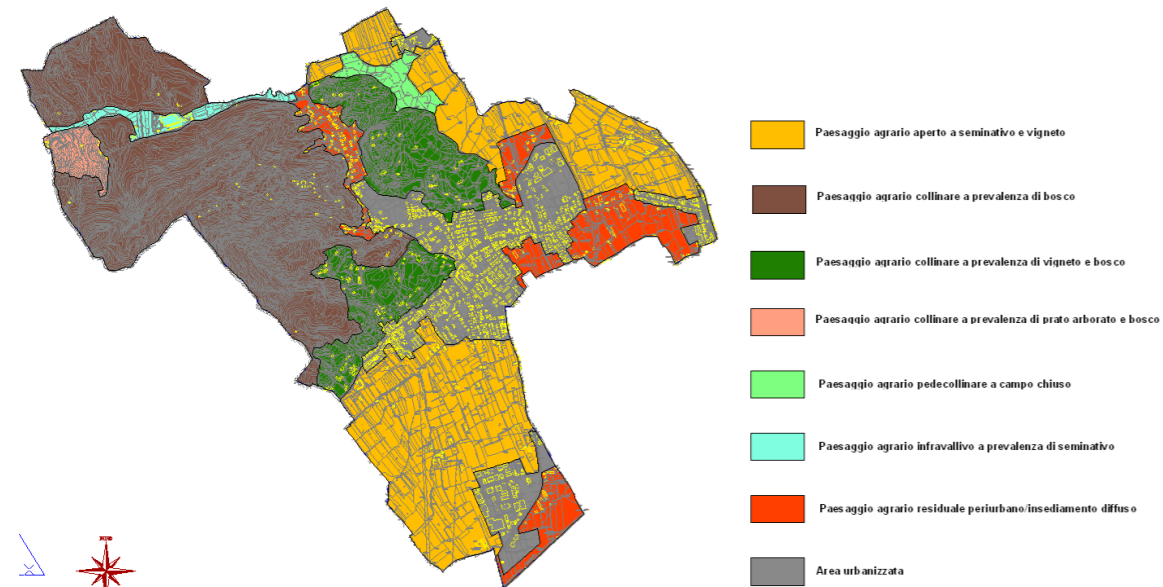 Paesaggio agrario aperto a seminativo e vigneto
Paesaggio agrario collinare a prevalenza di bosco
Paesaggio agrario collinare a prevalenza di vigneto e bosco
Paesaggio agrario collinare a prevalenza di prato arborato e bosco
Paesaggio agrario pedecollinare a campo chiuso
Paesaggio agrario infravallivo a prevalenza di seminativo
Paesaggio agrario residuale periurbano/insediamento diffuso
Area urbanizzata